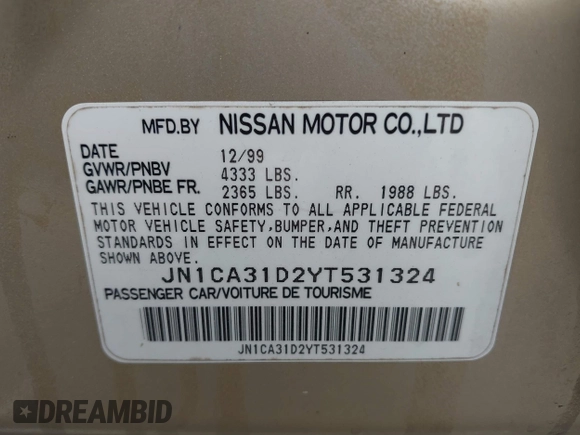 MFD.BY NISSAN MOTOR CO.,LTD
DATE 12/99
GVWR/PNBV 4333 LBS.
GAWR/PNBE FR. 2365 LBS. RR. 1988 LBS.
THIS VEHICLE CONFORMS TO ALL APPLICABLE FEDERAL
MOTOR VEHICLE SAFETY,BUMPER,AND THEFT PREVENTION
STANDARDS IN EFFECT ON THE DATE OF MANUFACTURE
SHOWN ABOVE.
JN1CA31D2YT531324
PASSENGER CAR/VOITURE DE TOURISME
JN1CA31D2YT531324
DREAMBID